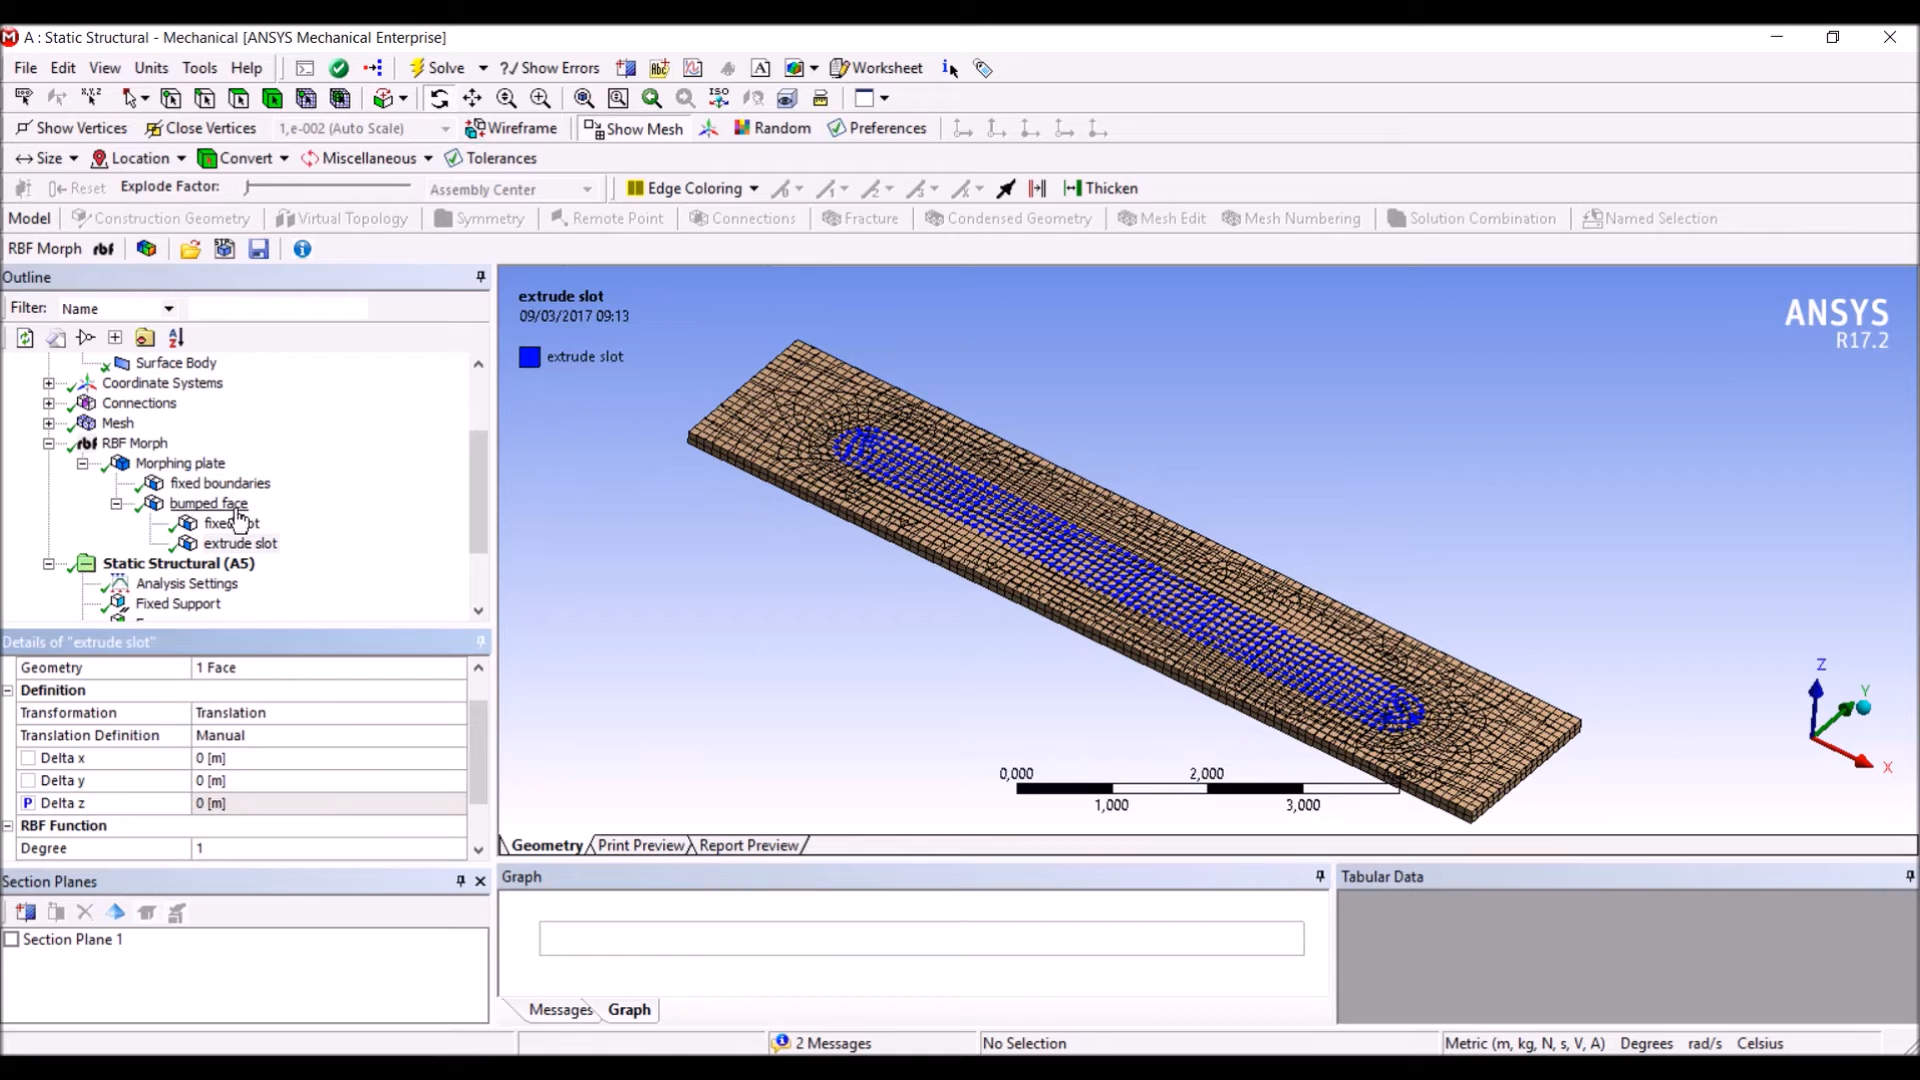 A : Static Structural - Mechanical [ANSYS Mechanical Enterprise]
File Edit View Units Tools Help Solve ?/ Show Errors Worksheet
Show Vertices Close Vertices 1,e-002 (Auto Scale) Wireframe Show Mesh Random Preferences
Size Location Convert Miscellaneous Tolerances
Reset Explode Factor: Assembly Center Edge Coloring Thicken
Model Construction Geometry Virtual Topology Symmetry Remote Point Connections Fracture Condensed Geometry Mesh Edit Mesh Numbering Solution Combination Named Selection
RBF Morph rbf
Outline
Filter: Name
Surface Body
Coordinate Systems
Connections
Mesh
rbf RBF Morph
Morphing plate
fixed boundaries
bumped face
extrude slot
Static Structural (A5)
Analysis Settings
Fixed Support
Details of "extrude slot"
Geometry 1 Face
Definition
Transformation Translation
Translation Definition Manual
Delta x 0 [m]
Delta y 0 [m]
P Delta z 0 [m]
RBF Function
Degree 1
Section Planes
Section Plane 1
extrude slot
09/03/2017 09:13
extrude slot
ANSYS
R17.2
0,000 2,000
1,000 3,000
Z
Y
X
Geometry Print Preview Report Preview
Graph
Messages Graph
Tabular Data
2 Messages No Selection Metric (m, kg, N, s, V, A) Degrees rad/s Celsius